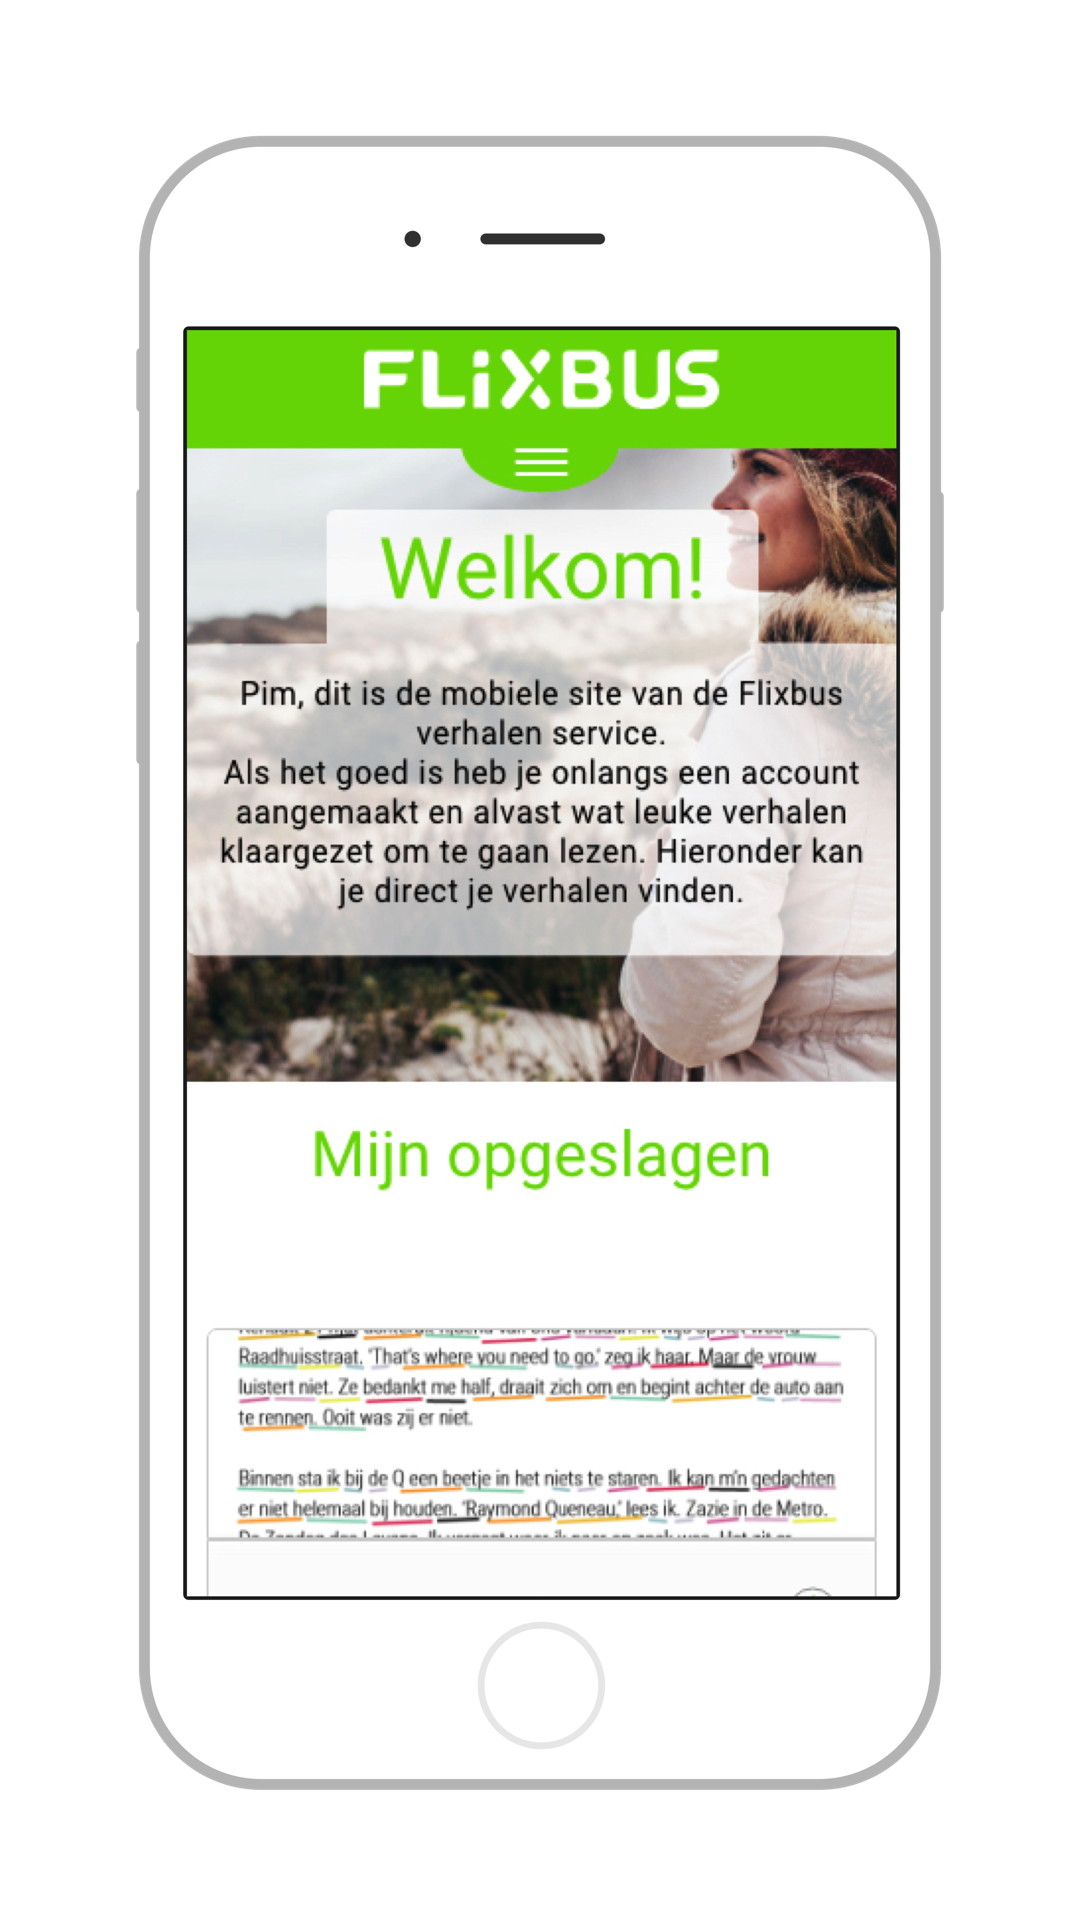 FLiXBUS
Welkom!
Pim, dit is de mobiele site van de Flixbus
verhalen service.
Als het goed is heb je onlangs een account
aangemaakt en alvast wat leuke verhalen
klaargezet om te gaan lezen. Hieronder kan
je direct je verhalen vinden.
Mijn opgeslagen
Raadhuisstraat. 'That's where you need to go.' zeg ik haar. Maar de vrouw
luistert niet. Ze bedankt me half, draait zich om en begint achter de auto aan
te rennen. Ooit was zij er niet.
Binnen sta ik bij de Q een beetje in het niets te staren. Ik kan m'n gedachten
er niet helemaal bij houden. 'Raymond Queneau,' lees ik. Zazie in de Metro.